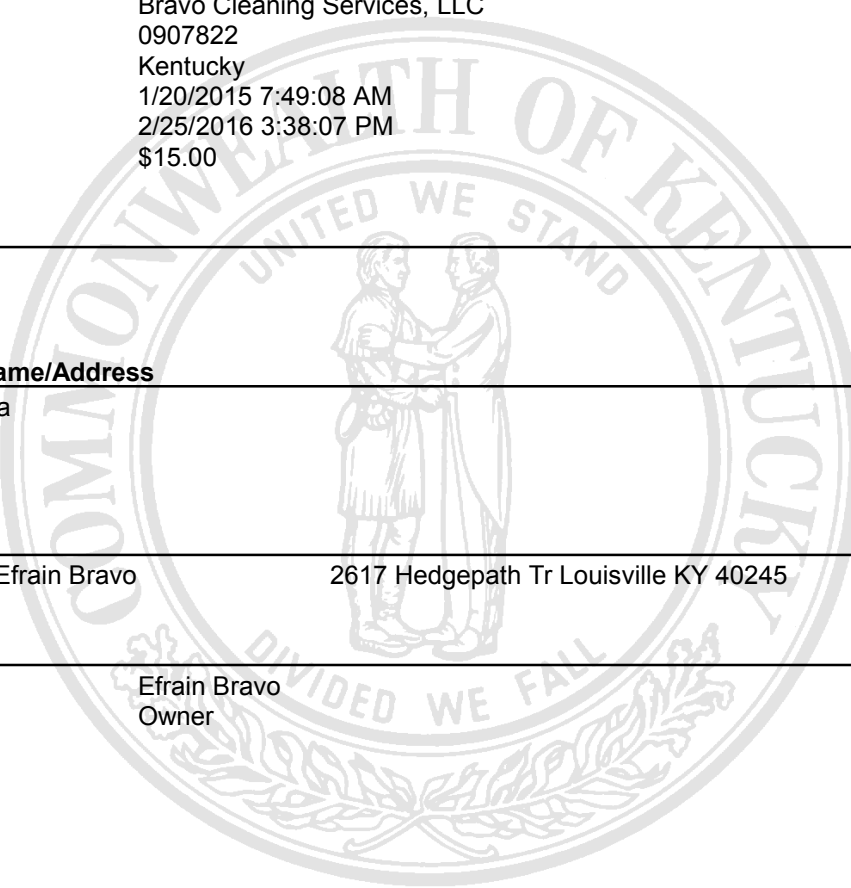 Bravo Cleaning Services, LLC
0907822
Kentucky
1/20/2015 7:49:08 AM
2/25/2016 3:38:07 PM
$15.00
ame/Address
a
Efrain Bravo 2617 Hedgepath Tr Louisville KY 40245
Efrain Bravo
Owner
COMMONWEALTH OF KENTUCKY
UNITED WE STAND
DIVIDED WE FALL